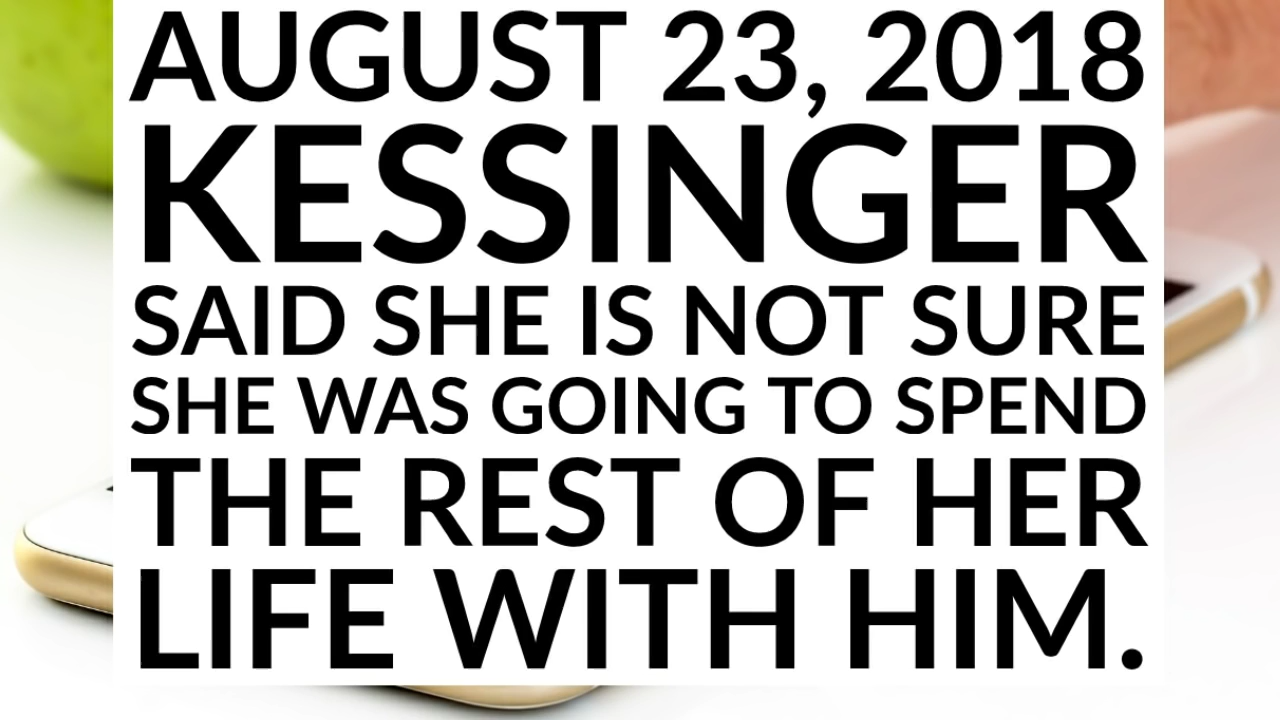 AUGUST 23, 2018
KESSINGER
SAID SHE IS NOT SURE
SHE WAS GOING TO SPEND
THE REST OF HER
LIFE WITH HIM.